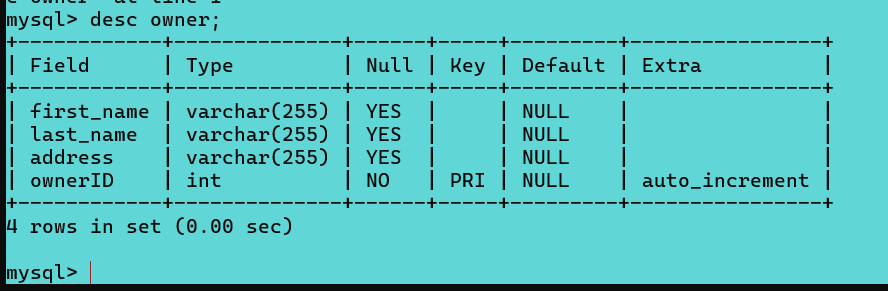 mysql> desc owner;
+------------+--------------+------+-----+---------+----------------+
| Field      | Type         | Null | Key | Default | Extra          |
+------------+--------------+------+-----+---------+----------------+
| first_name | varchar(255) | YES  |     | NULL    |                |
| last_name  | varchar(255) | YES  |     | NULL    |                |
| address    | varchar(255) | YES  |     | NULL    |                |
| ownerID    | int          | NO   | PRI | NULL    | auto_increment |
+------------+--------------+------+-----+---------+----------------+
4 rows in set (0.00 sec)
mysql>